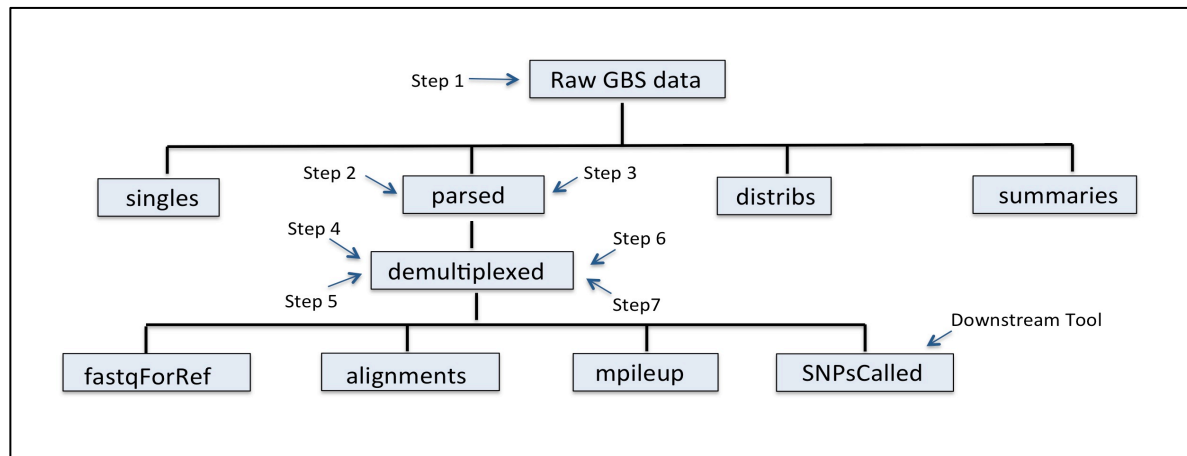 Step 1
Raw GBS data
Step 2
Step 3
singles
parsed
distribs
summaries
Step 4
Step 6
demultiplexed
Step 5
Step7
Downstream Tool
fastqForRef
alignments
mpileup
SNPsCalled